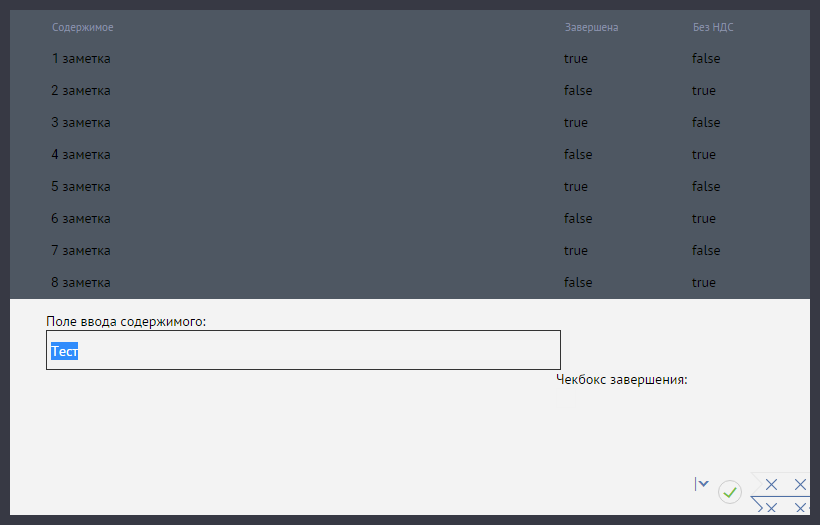 Содержимое Завершена Без НДС
1 заметка true false
2 заметка false true
3 заметка true false
4 заметка false true
5 заметка true false
6 заметка false true
7 заметка true false
8 заметка false true
Поле ввода содержимого:
Тест
Чекбокс завершения: